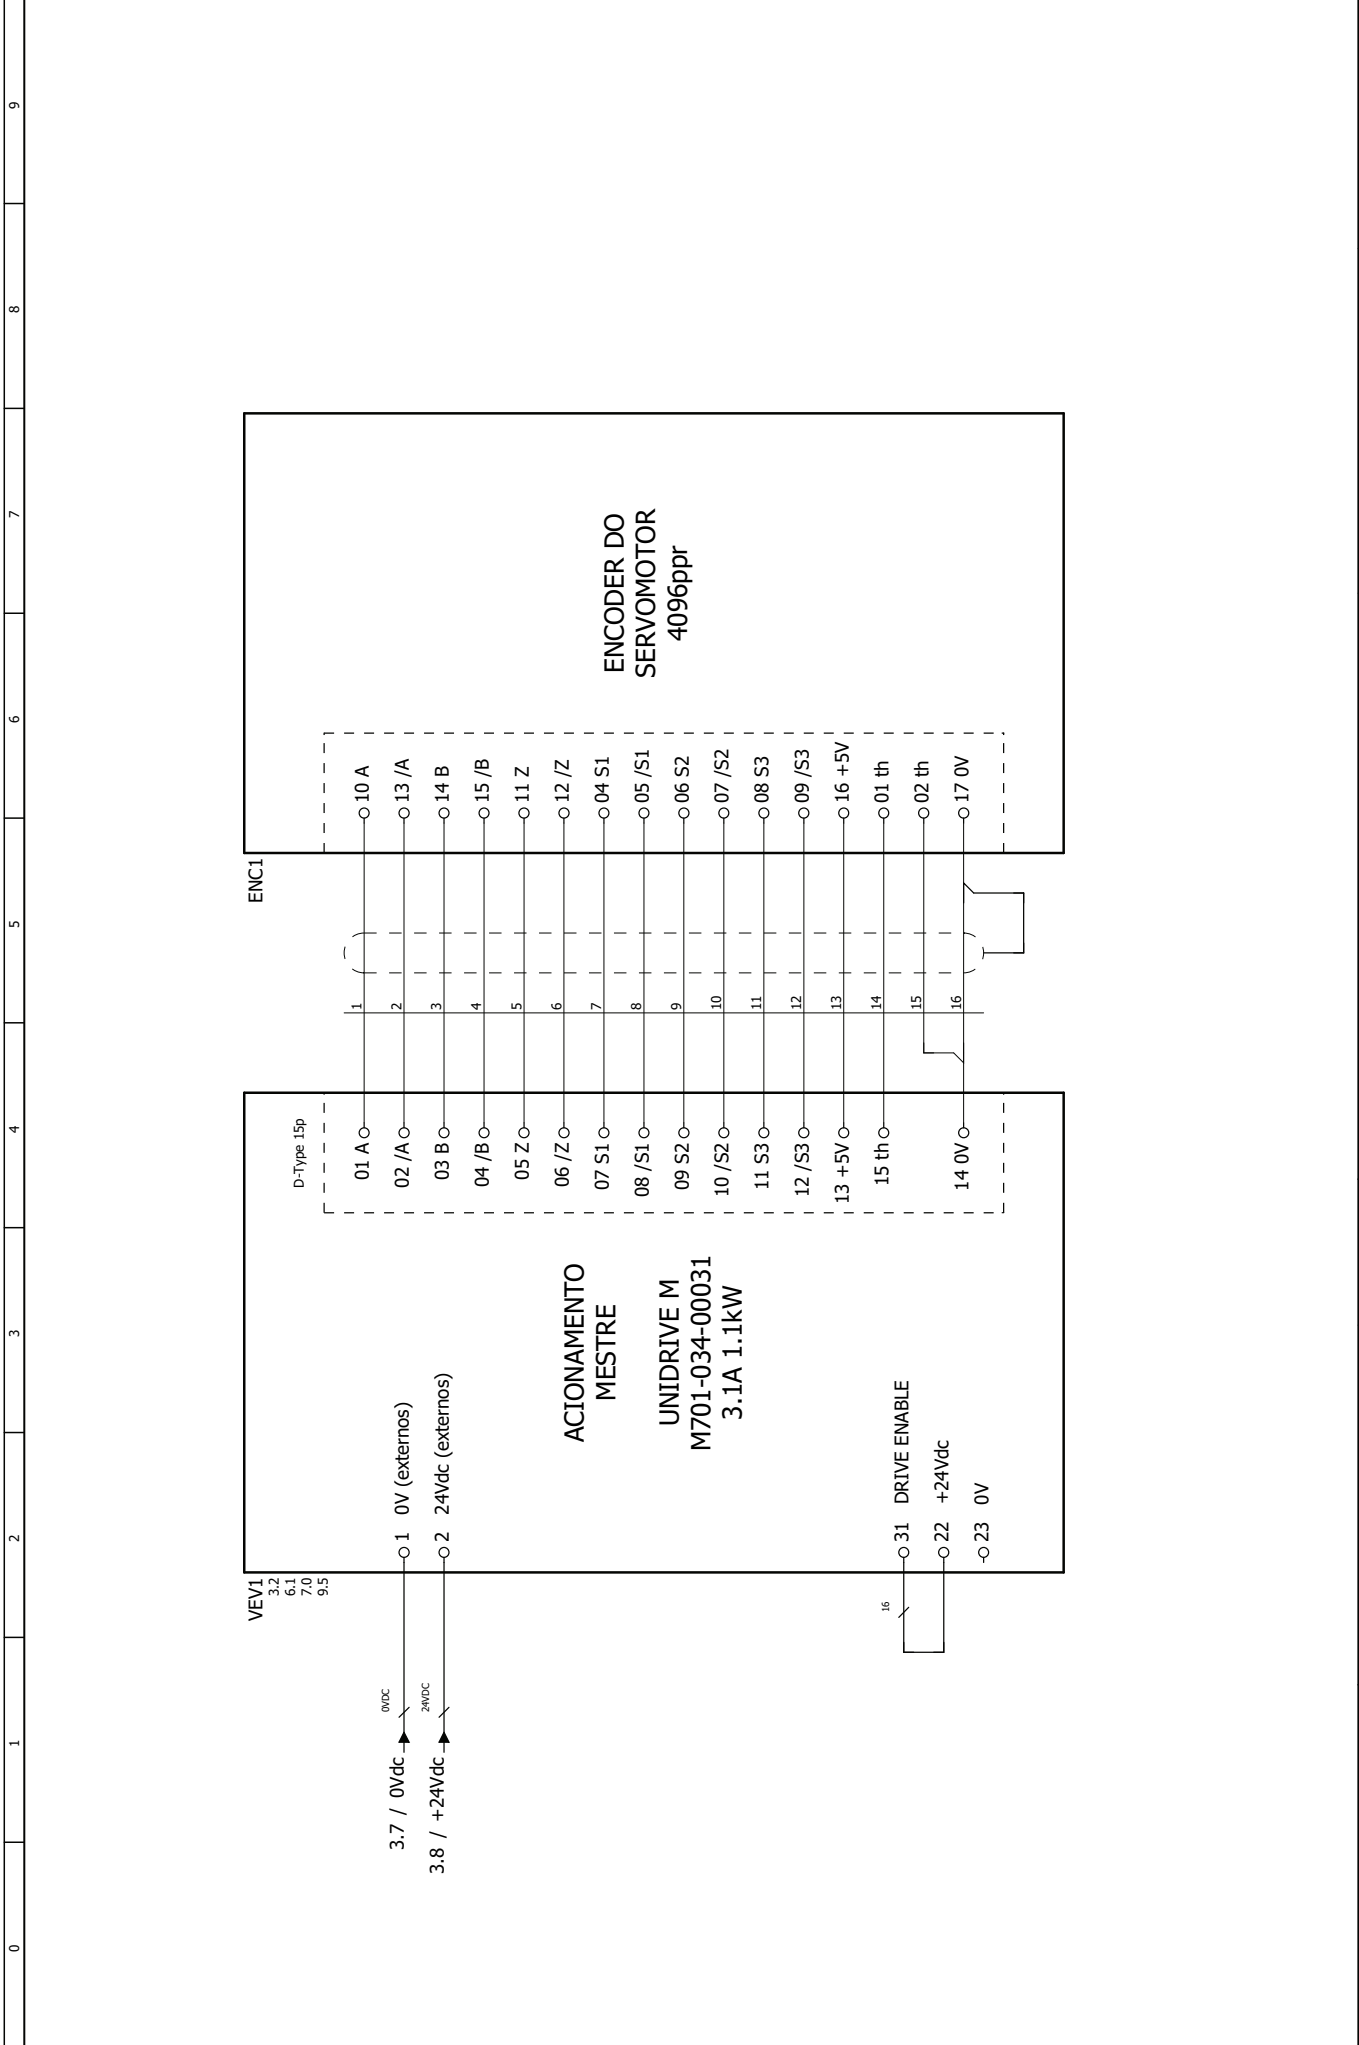 0
1
2
3
4
5
6
7
8
9
VEV1
3.2
6.1
7.0
9.5
D-Type 15p
ENC1
3.7 / 0Vdc
0VDC
1 0V (externos)
3.8 / +24Vdc
24VDC
2 24Vdc (externos)
ACIONAMENTO
MESTRE
UNIDRIVE M
M701-034-00031
3.1A 1.1kW
16
31 DRIVE ENABLE
22 +24Vdc
23 0V
01 A 1 10 A
02 /A 2 13 /A
03 B 3 14 B
04 /B 4 15 /B
05 Z 5 11 Z
06 /Z 6 12 /Z
07 S1 7 04 S1
08 /S1 8 05 /S1
09 S2 9 06 S2
10 /S2 10 07 /S2
11 S3 11 08 S3
12 /S3 12 09 /S3
13 +5V 13 16 +5V
15 th 14 01 th
15 02 th
14 0V 16 17 0V
ENCODER DO
SERVOMOTOR
4096ppr